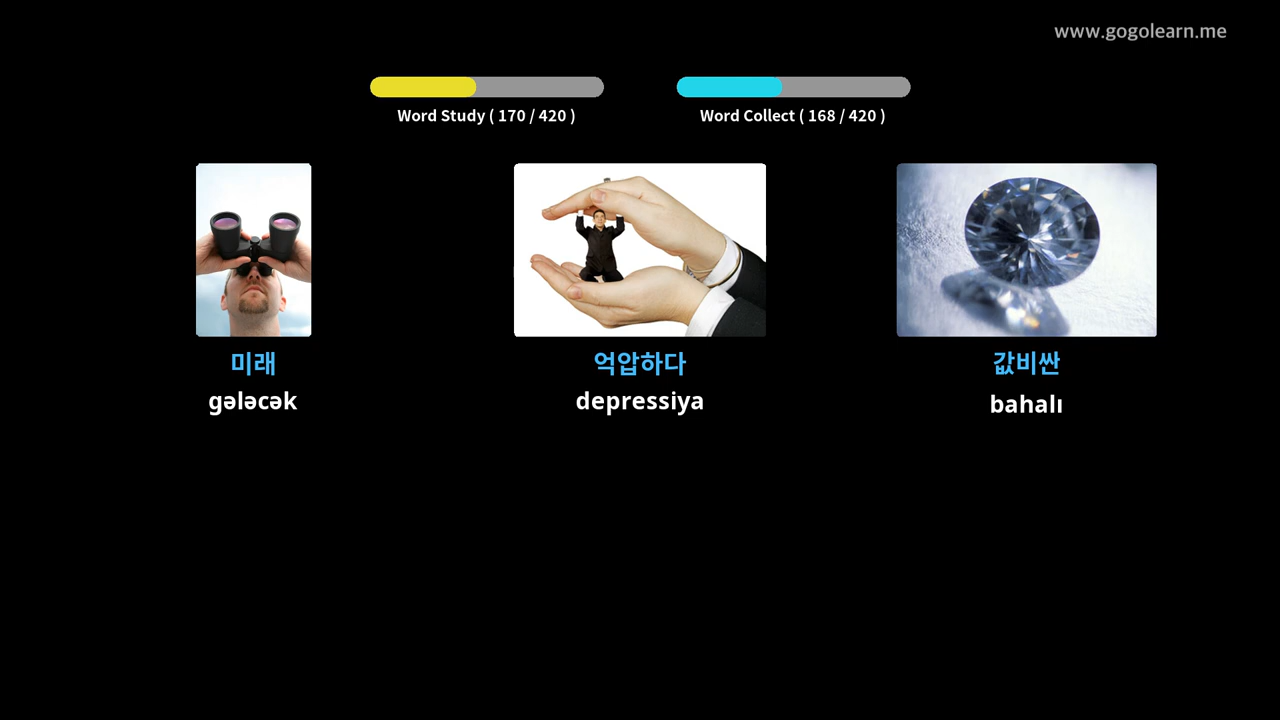 www.gogolearn.me
Word Study ( 170 / 420 )
Word Collect ( 168 / 420 )
미래
gələcək
억압하다
depressiya
값비싼
bahalı